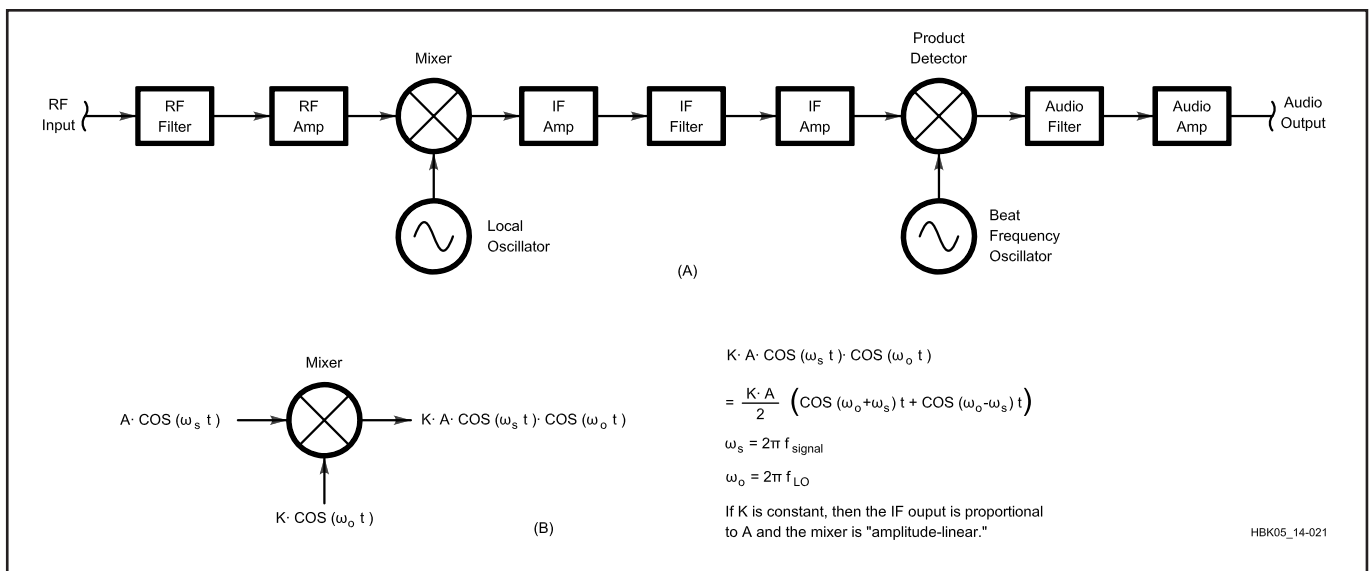 Mixer
Product
Detector
RF
Input
RF
Filter
RF
Amp
IF
Amp
IF
Filter
IF
Amp
Audio
Filter
Audio
Amp
Audio
Output
Local
Oscillator
Beat
Frequency
Oscillator
(A)
Mixer
A· COS (ωs t)
K· A· COS (ωs t)· COS (ωo t)
K· COS (ωo t)
(B)
K· A· COS (ωs t)· COS (ωo t)
= K· A / 2 (COS (ωo+ωs) t + COS (ωo-ωs) t)
ωs = 2π f signal
ωo = 2π f LO
If K is constant, then the IF ouput is proportional
to A and the mixer is "amplitude-linear."
HBK05_14-021